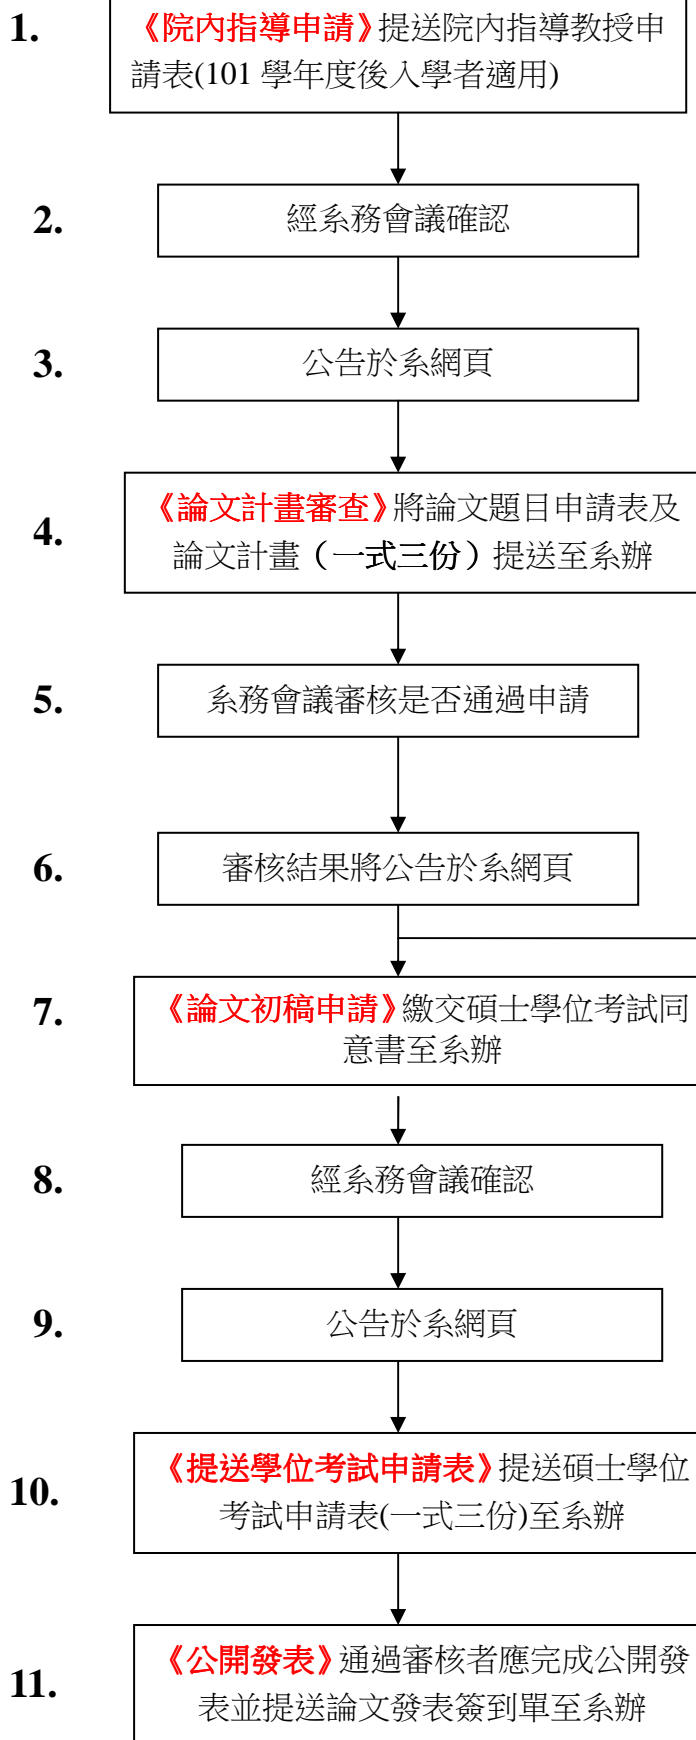 1.
《院內指導申請》提送院內指導教授申
請表(101 學年度後入學者適用)
2.
經系務會議確認
3.
公告於系網頁
4.
《論文計畫審查》將論文題目申請表及
論文計畫（一式三份）提送至系辦
5.
系務會議審核是否通過申請
6.
審核結果將公告於系網頁
7.
《論文初稿申請》繳交碩士學位考試同
意書至系辦
8.
經系務會議確認
9.
公告於系網頁
10.
《提送學位考試申請表》提送碩士學位
考試申請表(一式三份)至系辦
11.
《公開發表》通過審核者應完成公開發
表並提送論文發表簽到單至系辦